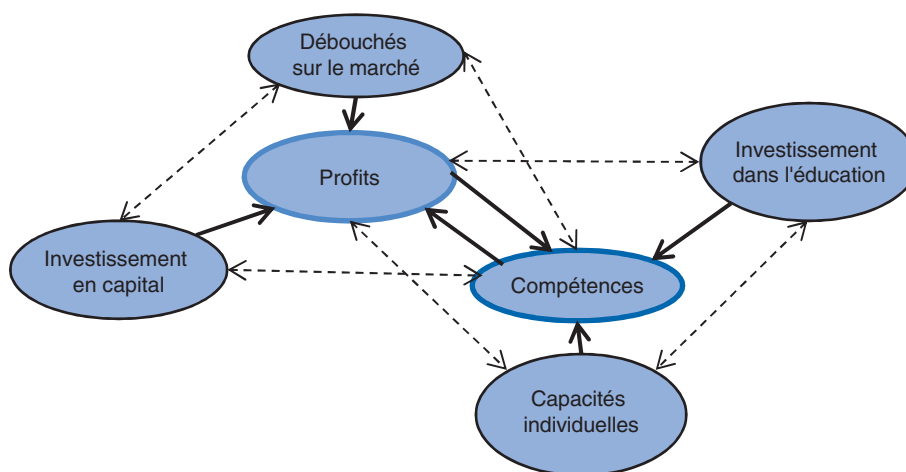 Débouchés
sur le marché
Profits
Investissement
dans l'éducation
Investissement
en capital
Compétences
Capacités
individuelles